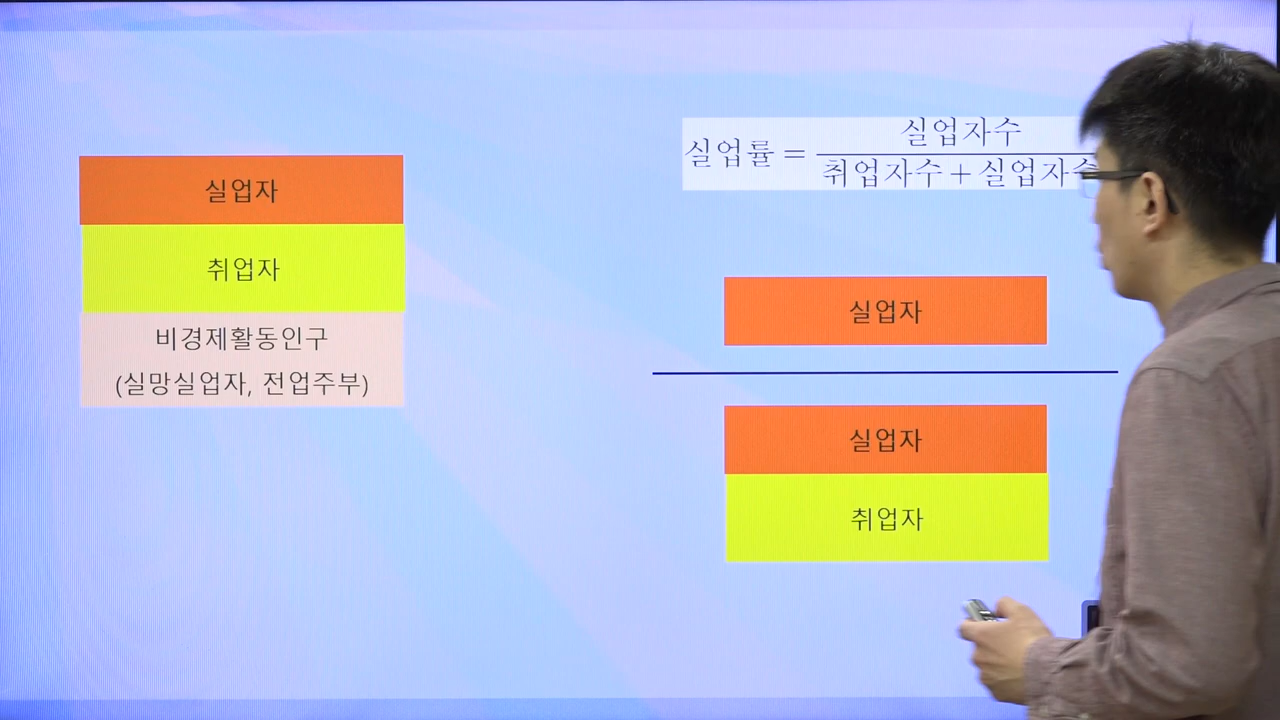 실업자
취업자
비경제활동인구
(실망실업자, 전업주부)
실업률 = 실업자수
취업자수 + 실업자수
실업자
실업자
취업자